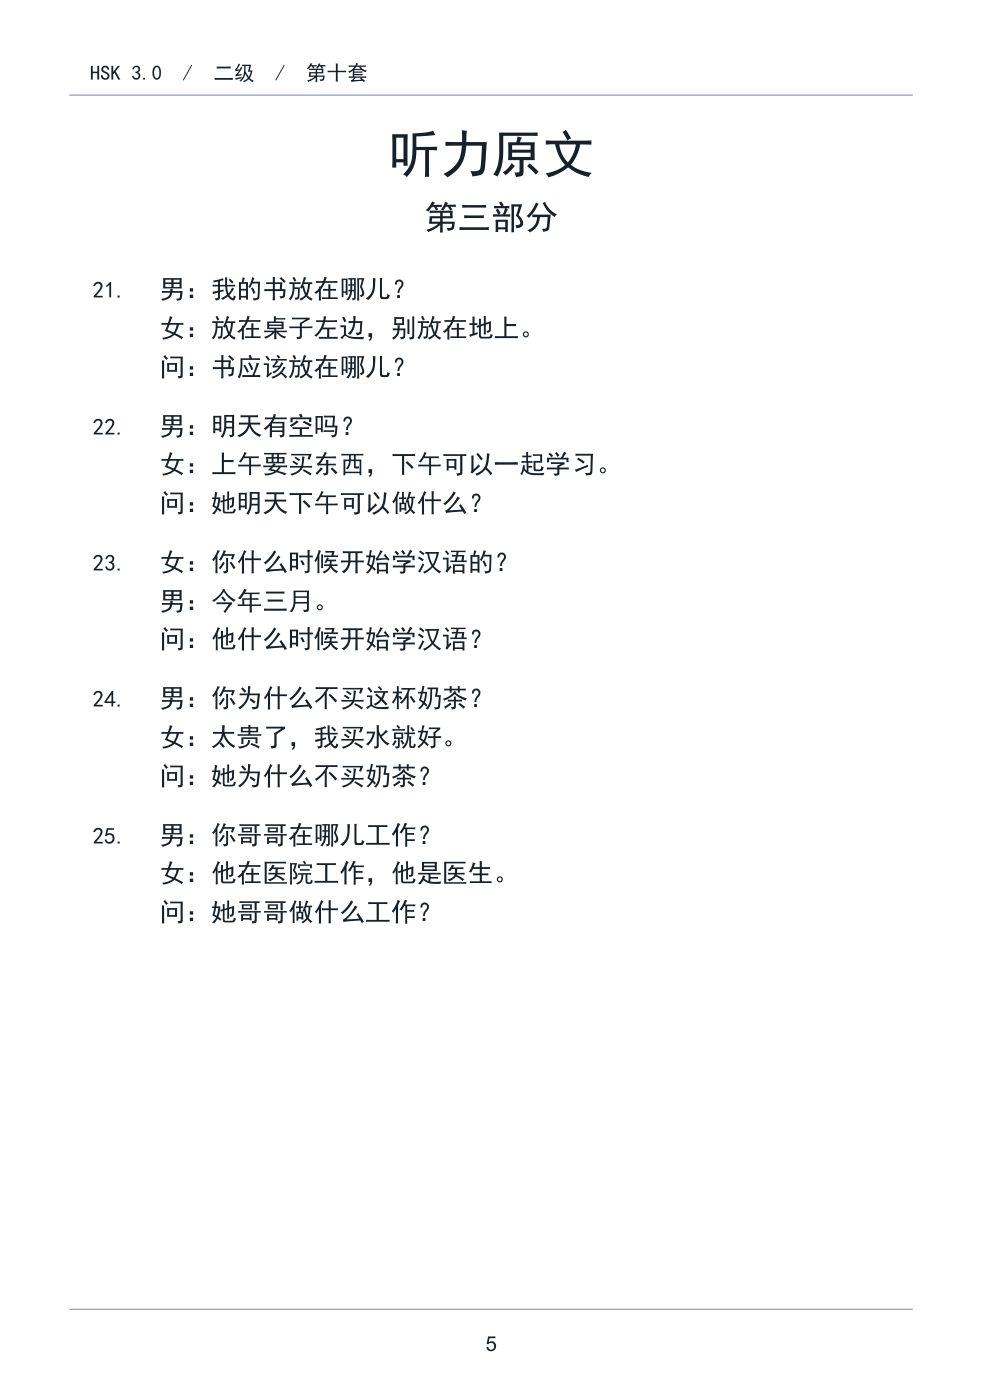 HSK 3.0 / 二级 / 第十套
听力原文
第三部分
21. 男：我的书放在哪儿？
女：放在桌子左边，别放在地上。
问：书应该放在哪儿？
22. 男：明天有空吗？
女：上午要买东西，下午可以一起学习。
问：她明天下午可以做什么？
23. 女：你什么时候开始学汉语的？
男：今年三月。
问：他什么时候开始学汉语？
24. 男：你为什么不买这杯奶茶？
女：太贵了，我买水就好。
问：她为什么不买奶茶？
25. 男：你哥哥在哪儿工作？
女：他在医院工作，他是医生。
问：她哥哥做什么工作？
5